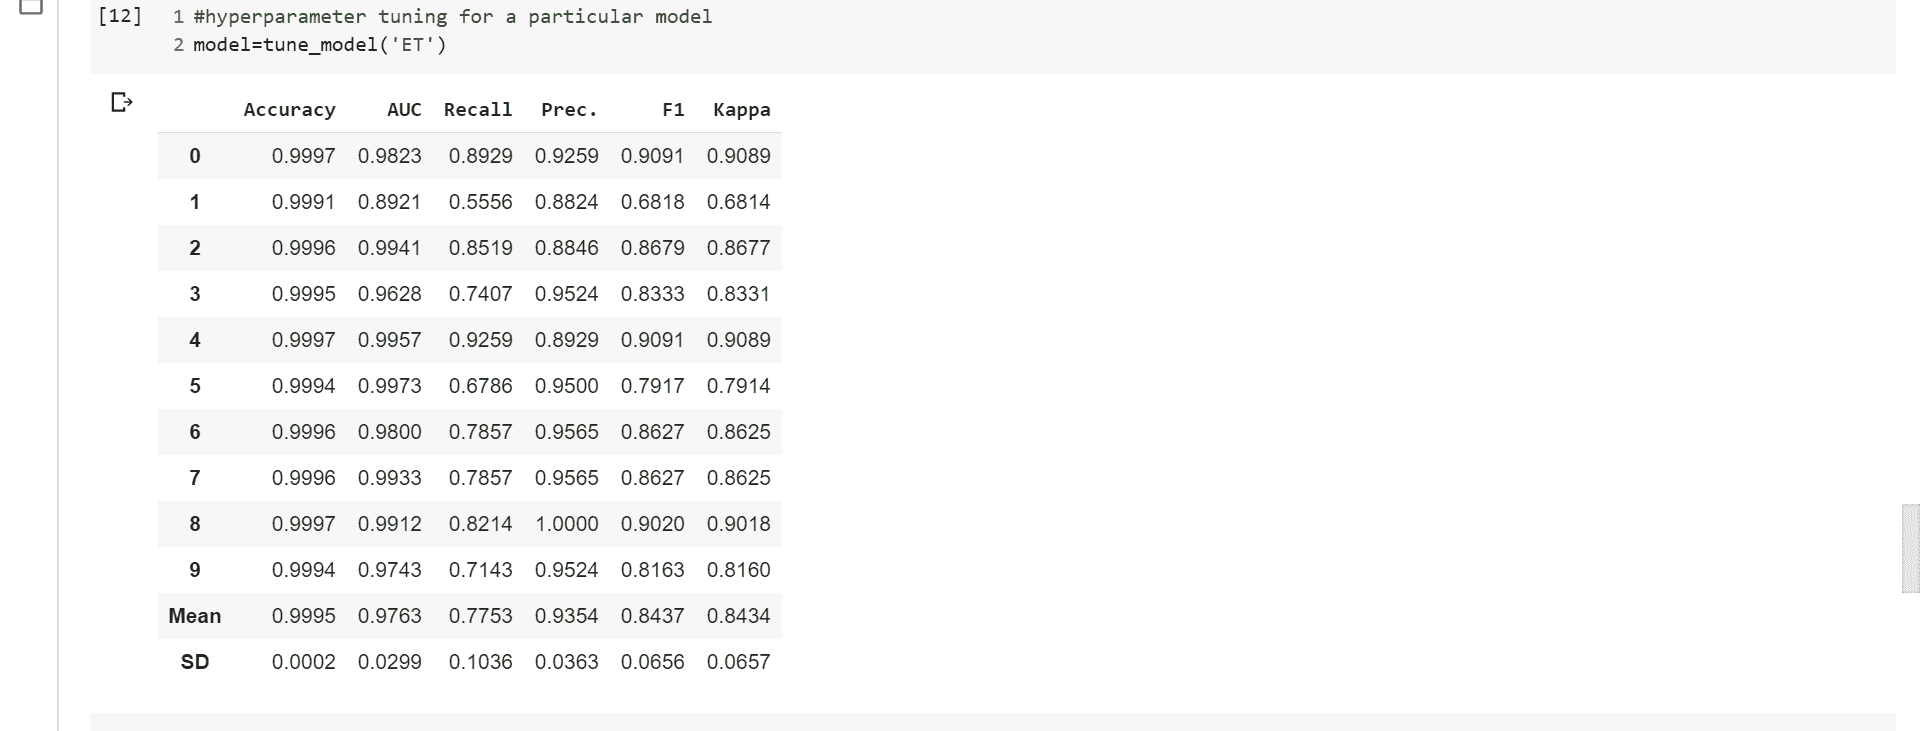 [12] 1 #hyperparameter tuning for a particular model
2 model=tune_model('ET')
Accuracy AUC Recall Prec. F1 Kappa
0 0.9997 0.9823 0.8929 0.9259 0.9091 0.9089
1 0.9991 0.8921 0.5556 0.8824 0.6818 0.6814
2 0.9996 0.9941 0.8519 0.8846 0.8679 0.8677
3 0.9995 0.9628 0.7407 0.9524 0.8333 0.8331
4 0.9997 0.9957 0.9259 0.8929 0.9091 0.9089
5 0.9994 0.9973 0.6786 0.9500 0.7917 0.7914
6 0.9996 0.9800 0.7857 0.9565 0.8627 0.8625
7 0.9996 0.9933 0.7857 0.9565 0.8627 0.8625
8 0.9997 0.9912 0.8214 1.0000 0.9020 0.9018
9 0.9994 0.9743 0.7143 0.9524 0.8163 0.8160
Mean 0.9995 0.9763 0.7753 0.9354 0.8437 0.8434
SD 0.0002 0.0299 0.1036 0.0363 0.0656 0.0657